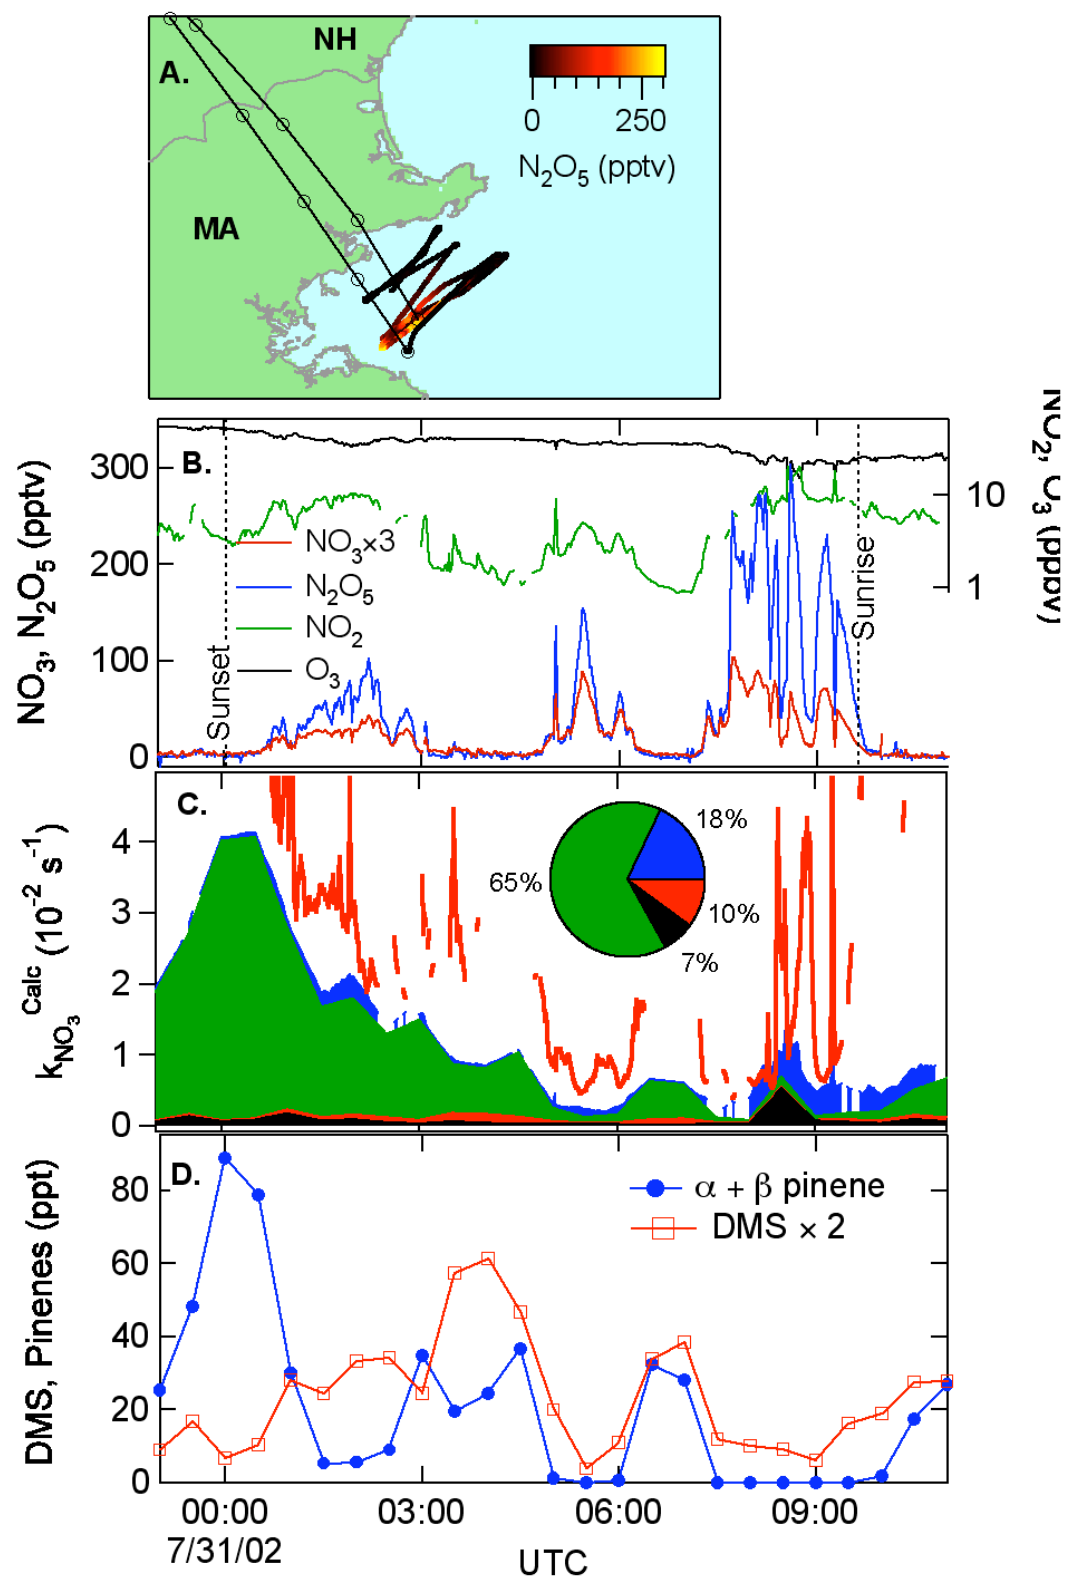 NH
A.
0 250
N2O5 (pptv)
MA
NO3, N2O5 (pptv)
300
200
100
0
B.
NO3×3
N2O5
NO2
O3
Sunset
Sunrise
10
1
NO2, O3 (ppbv)
kNO3Calc (10-2 s-1)
4
3
2
1
0
C.
18%
65%
10%
7%
DMS, Pinenes (ppt)
80
60
40
20
0
D.
α + β pinene
DMS × 2
00:00 03:00 06:00 09:00
7/31/02
UTC